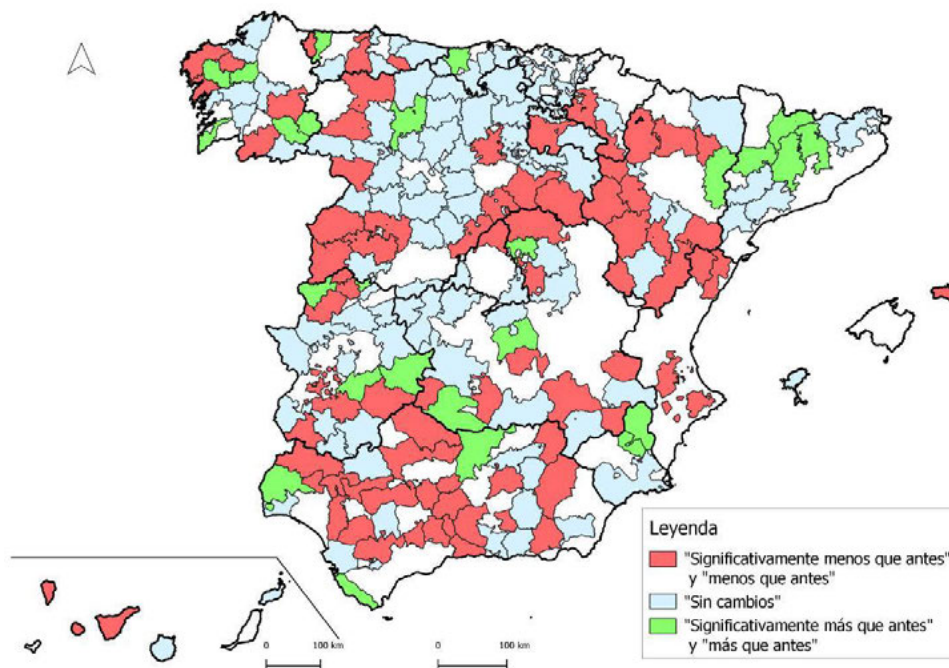 Leyenda
"Significativamente menos que antes"
y "menos que antes"
"Sin cambios"
"Significativamente más que antes"
y "más que antes"
0 100 km
0 100 km